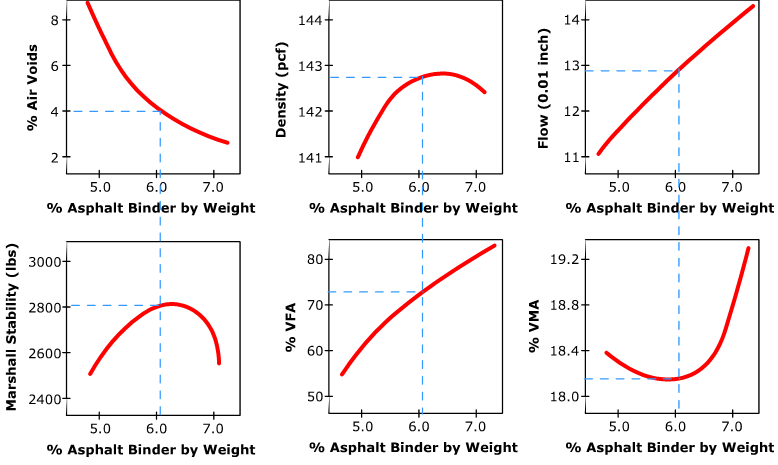 8
6
4
2
% Air Voids
5.0 6.0 7.0
% Asphalt Binder by Weight
144
143
142
141
Density (pcf)
5.0 6.0 7.0
% Asphalt Binder by Weight
14
13
12
11
Flow (0.01 inch)
5.0 6.0 7.0
% Asphalt Binder by Weight
3000
2800
2600
2400
Marshall Stability (lbs)
5.0 6.0 7.0
% Asphalt Binder by Weight
80
70
60
50
% VFA
5.0 6.0 7.0
% Asphalt Binder by Weight
19.2
18.8
18.4
18.0
% VMA
5.0 6.0 7.0
% Asphalt Binder by Weight